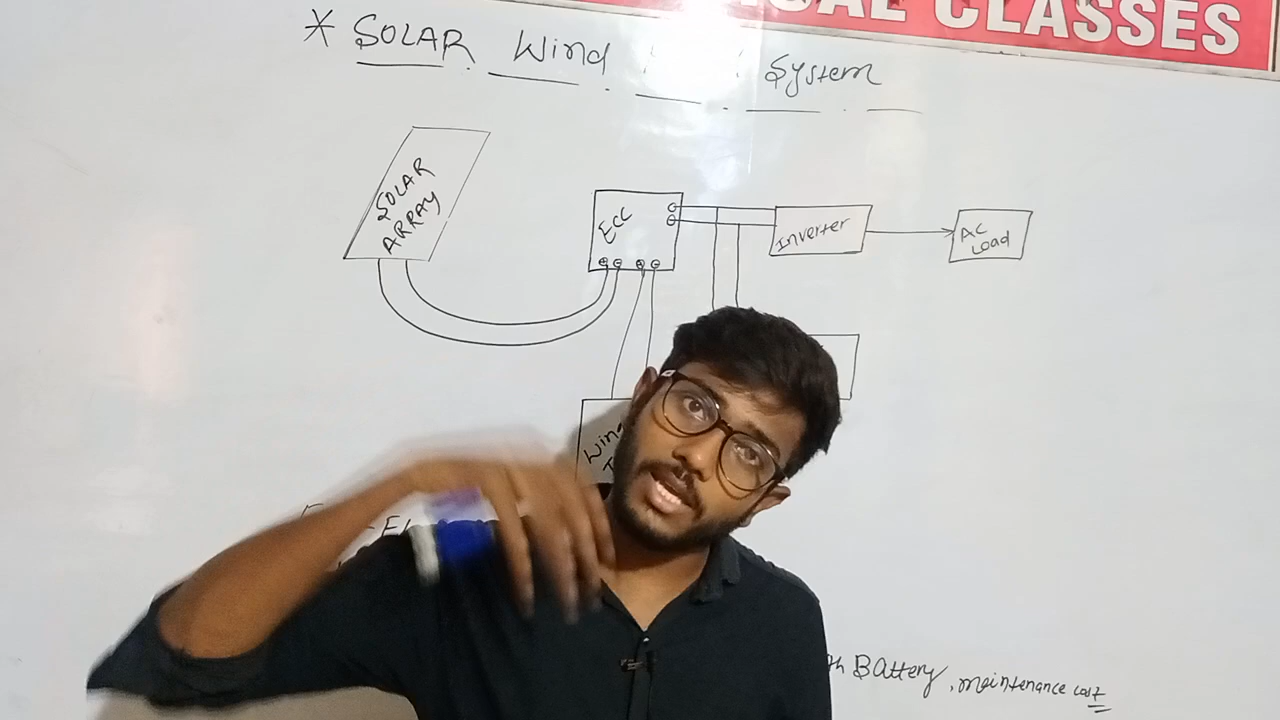 CLASSES
* SOLAR Wind System
SOLAR
ARRAY
ECC
Inverter
AC
Load
Battery, maintenance cost